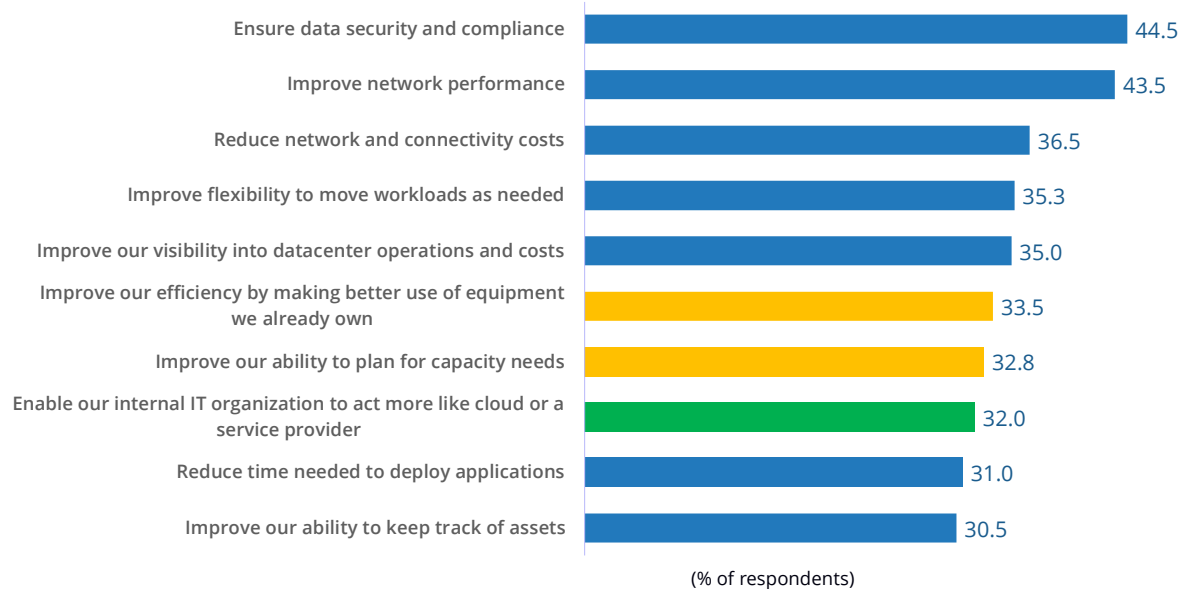 Ensure data security and compliance 44.5
Improve network performance 43.5
Reduce network and connectivity costs 36.5
Improve flexibility to move workloads as needed 35.3
Improve our visibility into datacenter operations and costs 35.0
Improve our efficiency by making better use of equipment
we already own 33.5
Improve our ability to plan for capacity needs 32.8
Enable our internal IT organization to act more like cloud or a
service provider 32.0
Reduce time needed to deploy applications 31.0
Improve our ability to keep track of assets 30.5
(% of respondents)